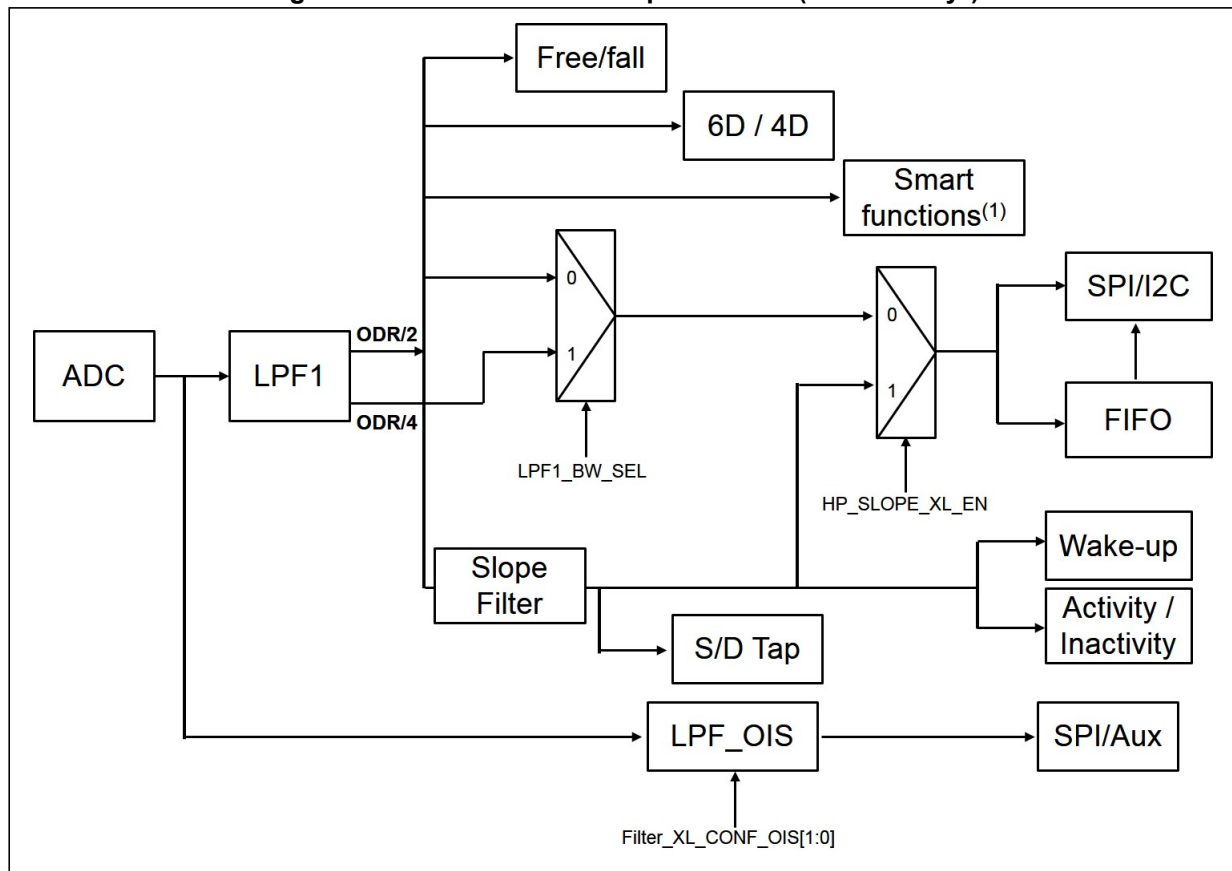 Free/fall
6D / 4D
Smart
functions(1)
0
1
0
1
SPI/I2C
FIFO
ADC
LPF1
ODR/2
ODR/4
LPF1_BW_SEL
HP_SLOPE_XL_EN
Slope
Filter
S/D Tap
Wake-up
Activity /
Inactivity
LPF_OIS
SPI/Aux
Filter_XL_CONF_OIS[1:0]